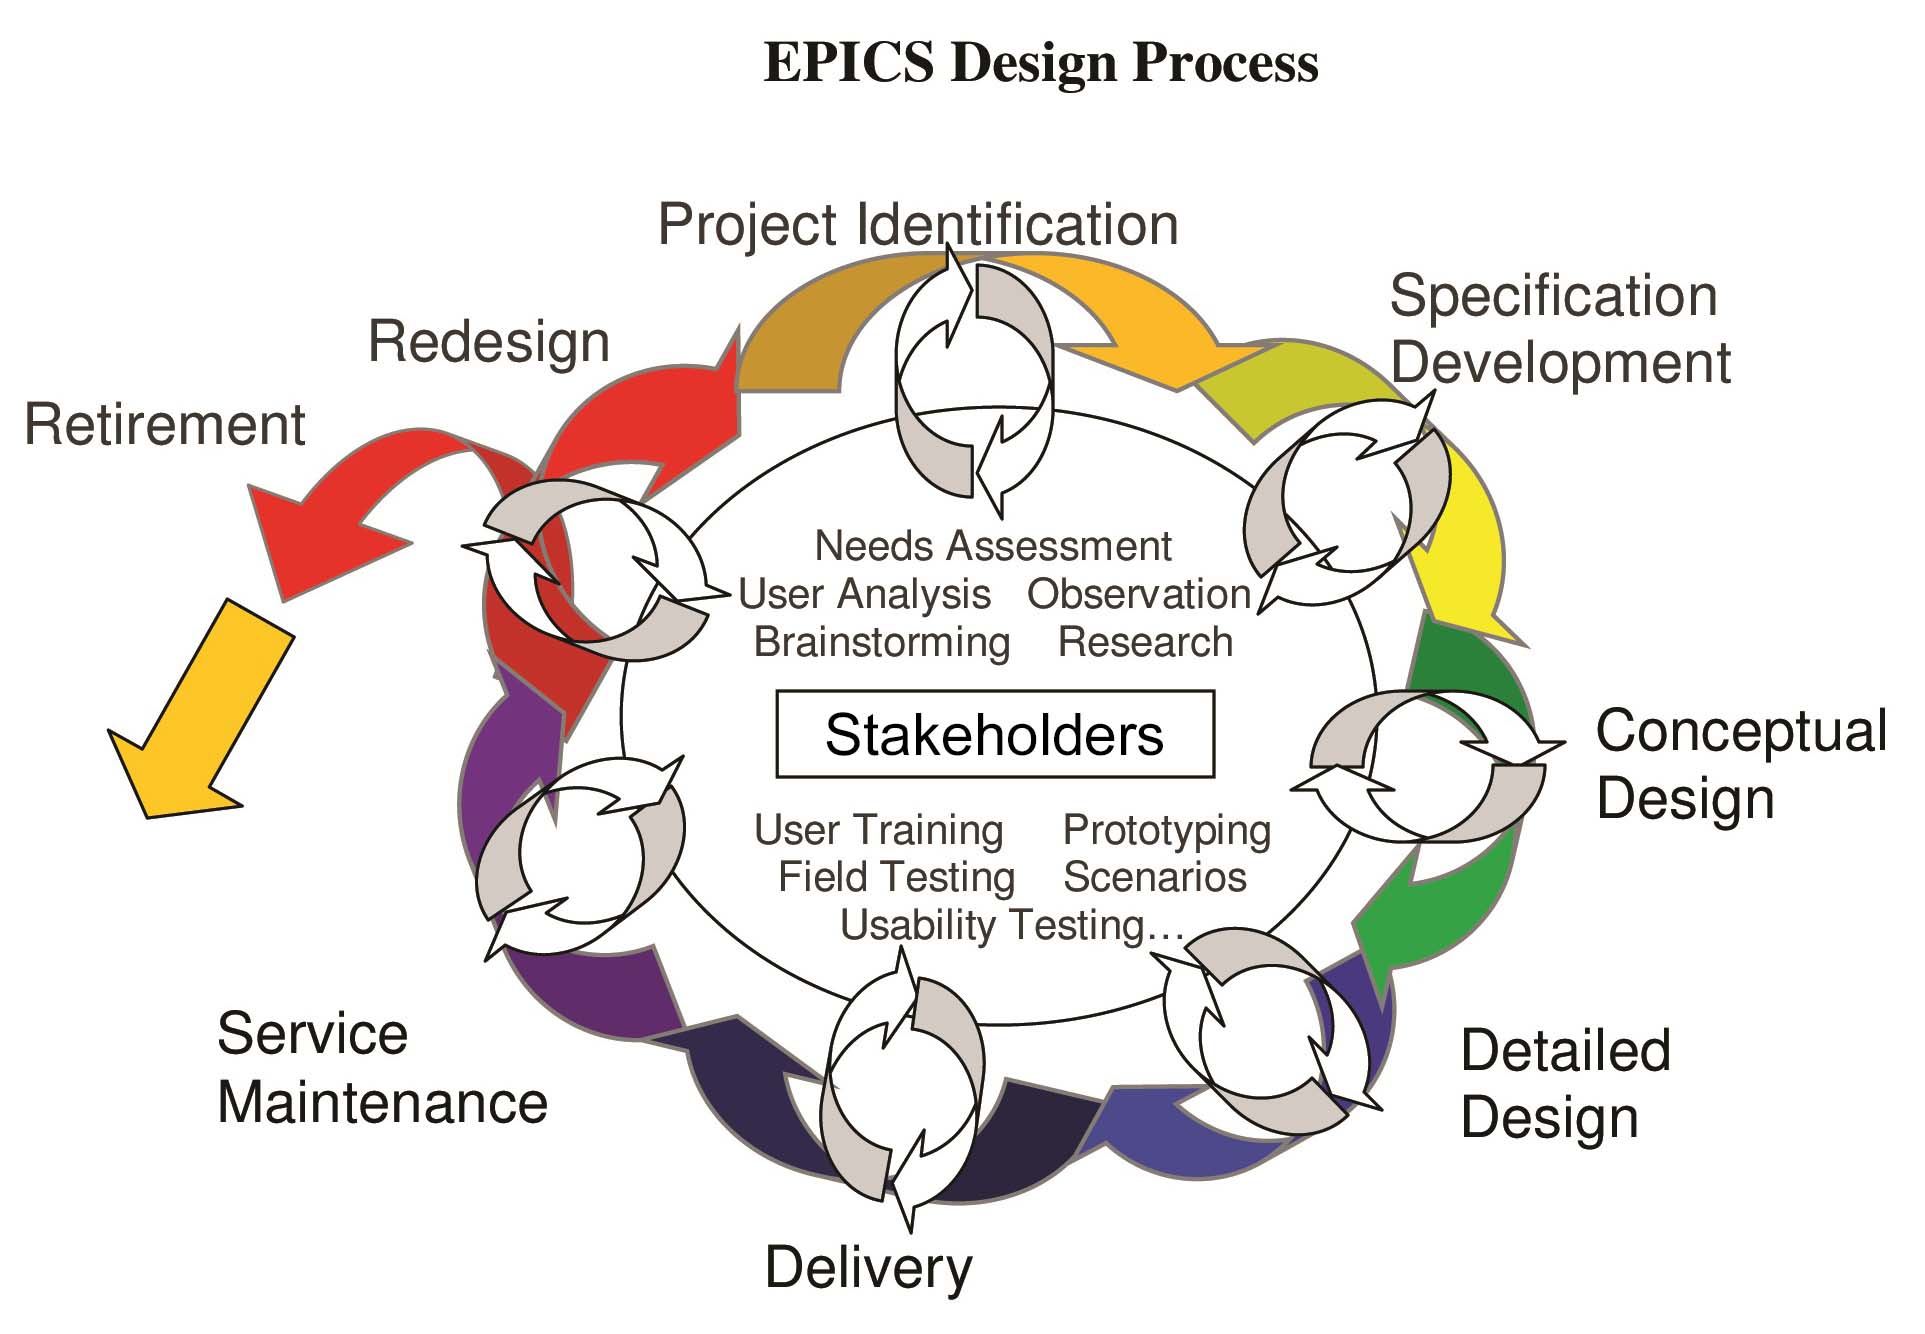 EPICS Design Process
Project Identification
Specification
Development
Redesign
Retirement
Needs Assessment
User Analysis Observation
Brainstorming Research
Stakeholders
Conceptual
Design
User Training Prototyping
Field Testing Scenarios
Usability Testing…
Service
Maintenance
Detailed
Design
Delivery